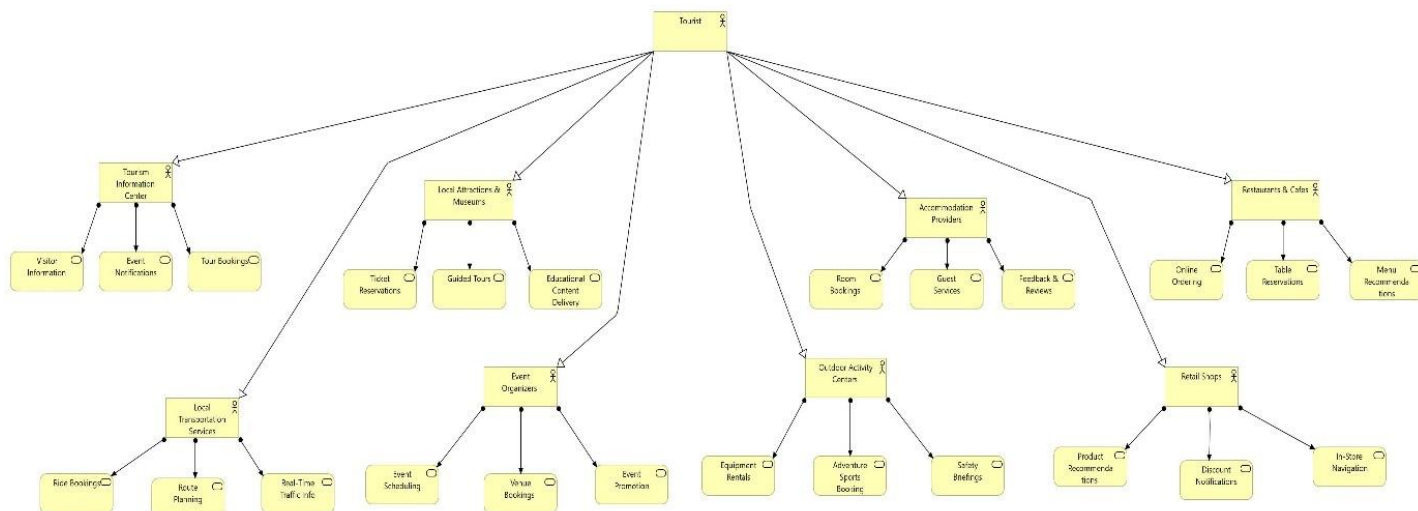 Tourist
Tourism
Information
Center
Visitor
Information
Event
Notifications
Tour Bookings
Local Attractions &
Museums
Ticket
Reservations
Guided Tours
Educational
Content
Delivery
Accommodation
Providers
Room
Bookings
Guest
Services
Feedback &
Reviews
Restaurants & Cafes
Online
Ordering
Table
Reservations
Menu
Recommenda
tions
Local
Transportation
Services
Ride Bookings
Route
Planning
Real-Time
Traffic Info
Event
Organizers
Event
Scheduling
Venue
Bookings
Event
Promotion
Outdoor Activity
Centers
Equipment
Rentals
Adventure
Sports
Booking
Safety
Briefings
Retail Shops
Product
Recommenda
tions
Discount
Notifications
In-Store
Navigation